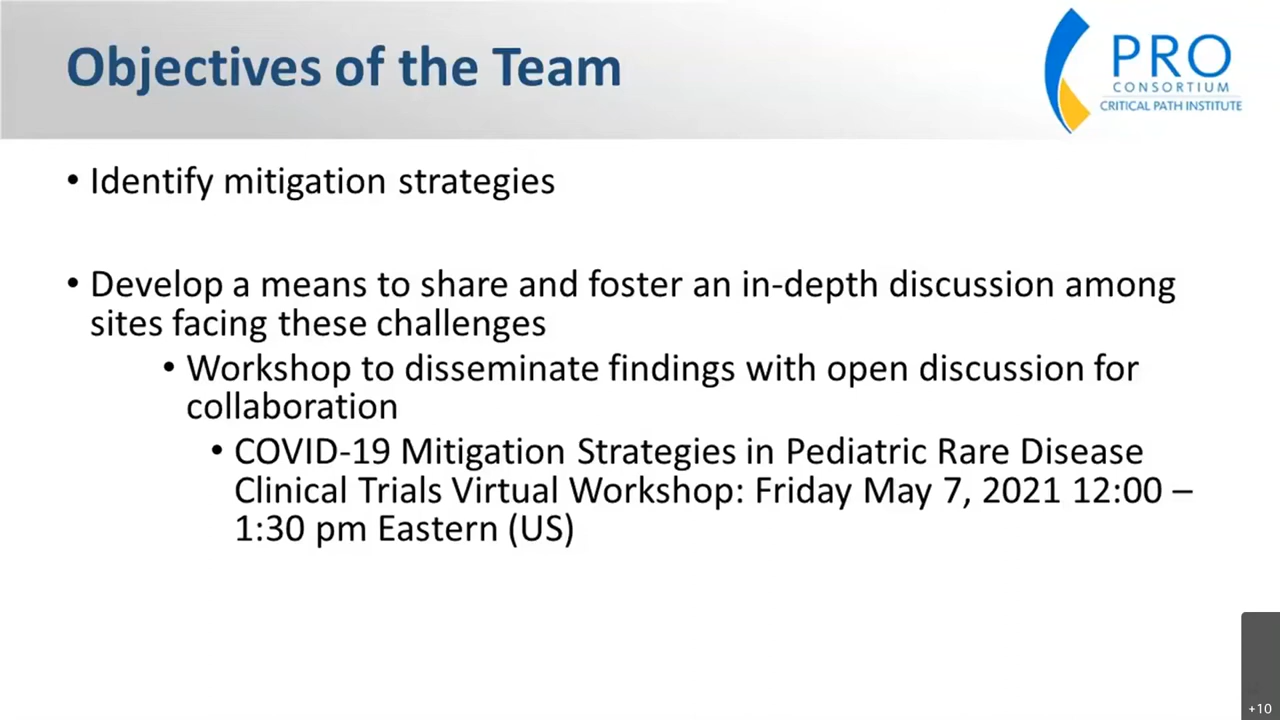 Objectives of the Team
PRO
CONSORTIUM
CRITICAL PATH INSTITUTE
• Identify mitigation strategies
• Develop a means to share and foster an in-depth discussion among
sites facing these challenges
• Workshop to disseminate findings with open discussion for
collaboration
• COVID-19 Mitigation Strategies in Pediatric Rare Disease
Clinical Trials Virtual Workshop: Friday May 7, 2021 12:00 –
1:30 pm Eastern (US)
+10